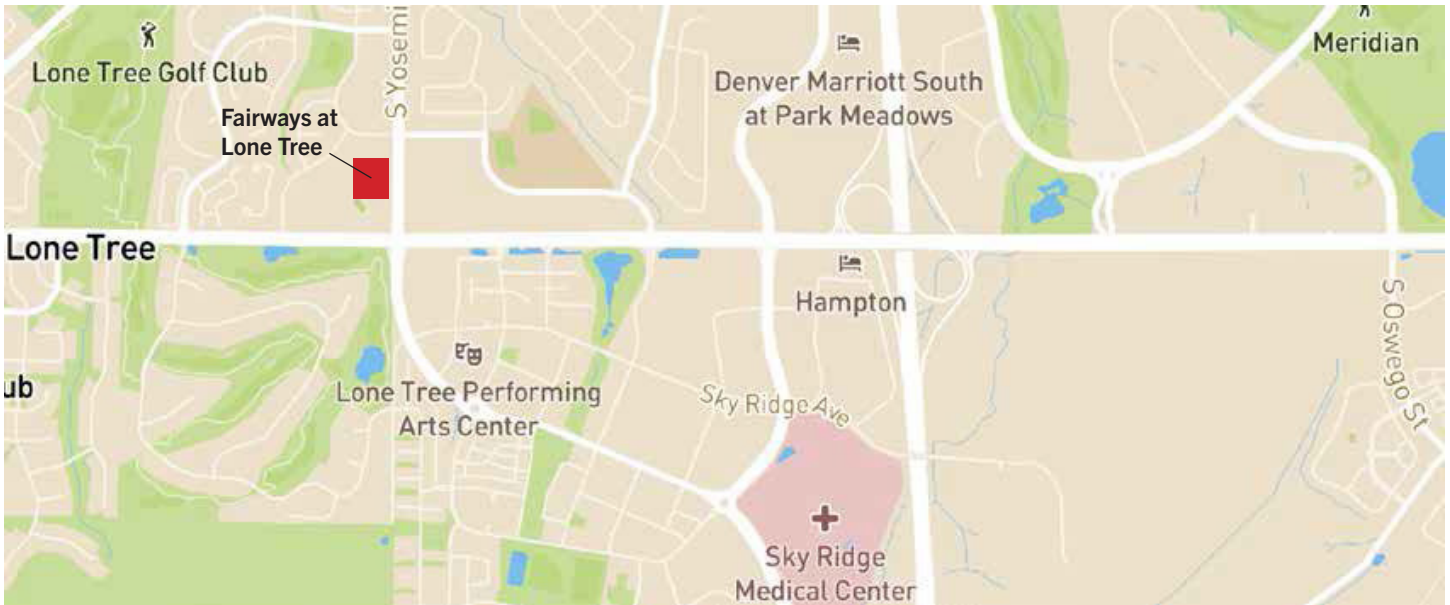 Lone Tree Golf Club
Fairways at
Lone Tree
S Yosemi
Denver Marriott South
at Park Meadows
Meridian
Lone Tree
Hampton
S Oswego St
ub
Lone Tree Performing
Arts Center
Sky Ridge Ave
Sky Ridge
Medical Center